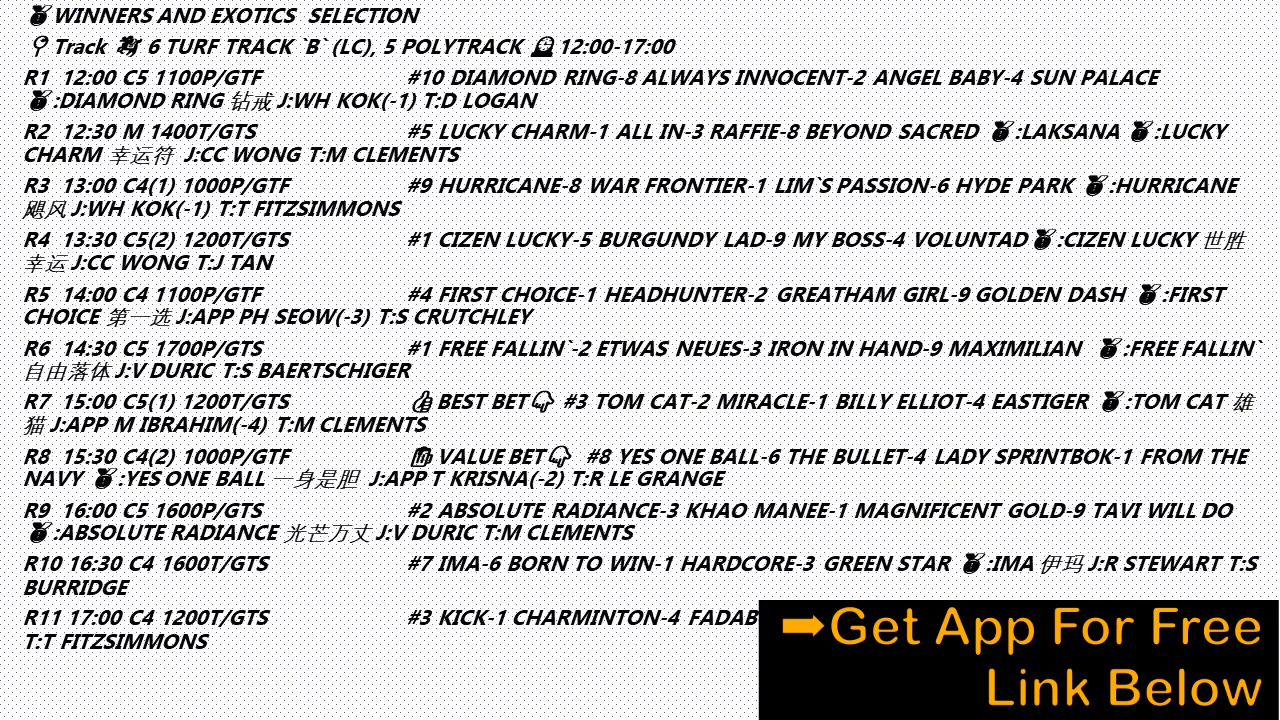 🥇WINNERS AND EXOTICS SELECTION
📍Track 🏇 6 TURF TRACK `B` (LC), 5 POLYTRACK 🕰 12:00-17:00
R1 12:00 C5 1100P/GTF #10 DIAMOND RING-8 ALWAYS INNOCENT-2 ANGEL BABY-4 SUN PALACE
🥇:DIAMOND RING 钻戒 J:WH KOK(-1) T:D LOGAN
R2 12:30 M 1400T/GTS #5 LUCKY CHARM-1 ALL IN-3 RAFFIE-8 BEYOND SACRED 🥇:LAKSANA 🥇:LUCKY
CHARM 幸运符 J:CC WONG T:M CLEMENTS
R3 13:00 C4(1) 1000P/GTF #9 HURRICANE-8 WAR FRONTIER-1 LIM`S PASSION-6 HYDE PARK 🥇:HURRICANE
飓风 J:WH KOK(-1) T:T FITZSIMMONS
R4 13:30 C5(2) 1200T/GTS #1 CIZEN LUCKY-5 BURGUNDY LAD-9 MY BOSS-4 VOLUNTAD 🥇:CIZEN LUCKY 世胜
幸运 J:CC WONG T:J TAN
R5 14:00 C4 1100P/GTF #4 FIRST CHOICE-1 HEADHUNTER-2 GREATHAM GIRL-9 GOLDEN DASH 🥇:FIRST
CHOICE 第一选 J:APP PH SEOW(-3) T:S CRUTCHLEY
R6 14:30 C5 1700P/GTS #1 FREE FALLIN`-2 ETWAS NEUES-3 IRON IN HAND-9 MAXIMILIAN 🥇:FREE FALLIN`
自由落体 J:V DURIC T:S BAERTSCHIGER
R7 15:00 C5(1) 1200T/GTS 👍BEST BET👇 #3 TOM CAT-2 MIRACLE-1 BILLY ELLIOT-4 EASTIGER 🥇:TOM CAT 雄
猫 J:APP M IBRAHIM(-4) T:M CLEMENTS
R8 15:30 C4(2) 1000P/GTF VALUE BET👇 #8 YES ONE BALL-6 THE BULLET-4 LADY SPRINTBOK-1 FROM THE
NAVY 🥇:YES ONE BALL 一身是胆 J:APP T KRISNA(-2) T:R LE GRANGE
R9 16:00 C5 1600P/GTS #2 ABSOLUTE RADIANCE-3 KHAO MANEE-1 MAGNIFICENT GOLD-9 TAVI WILL DO
🥇:ABSOLUTE RADIANCE 光芒万丈 J:V DURIC T:M CLEMENTS
R10 16:30 C4 1600T/GTS #7 IMA-6 BORN TO WIN-1 HARDCORE-3 GREEN STAR 🥇:IMA 伊玛 J:R STEWART T:S
BURRIDGE
R11 17:00 C4 1200T/GTS #3 KICK-1 CHARMINTON-4 FADAB
T:T FITZSIMMONS
➡Get App For Free
Link Below